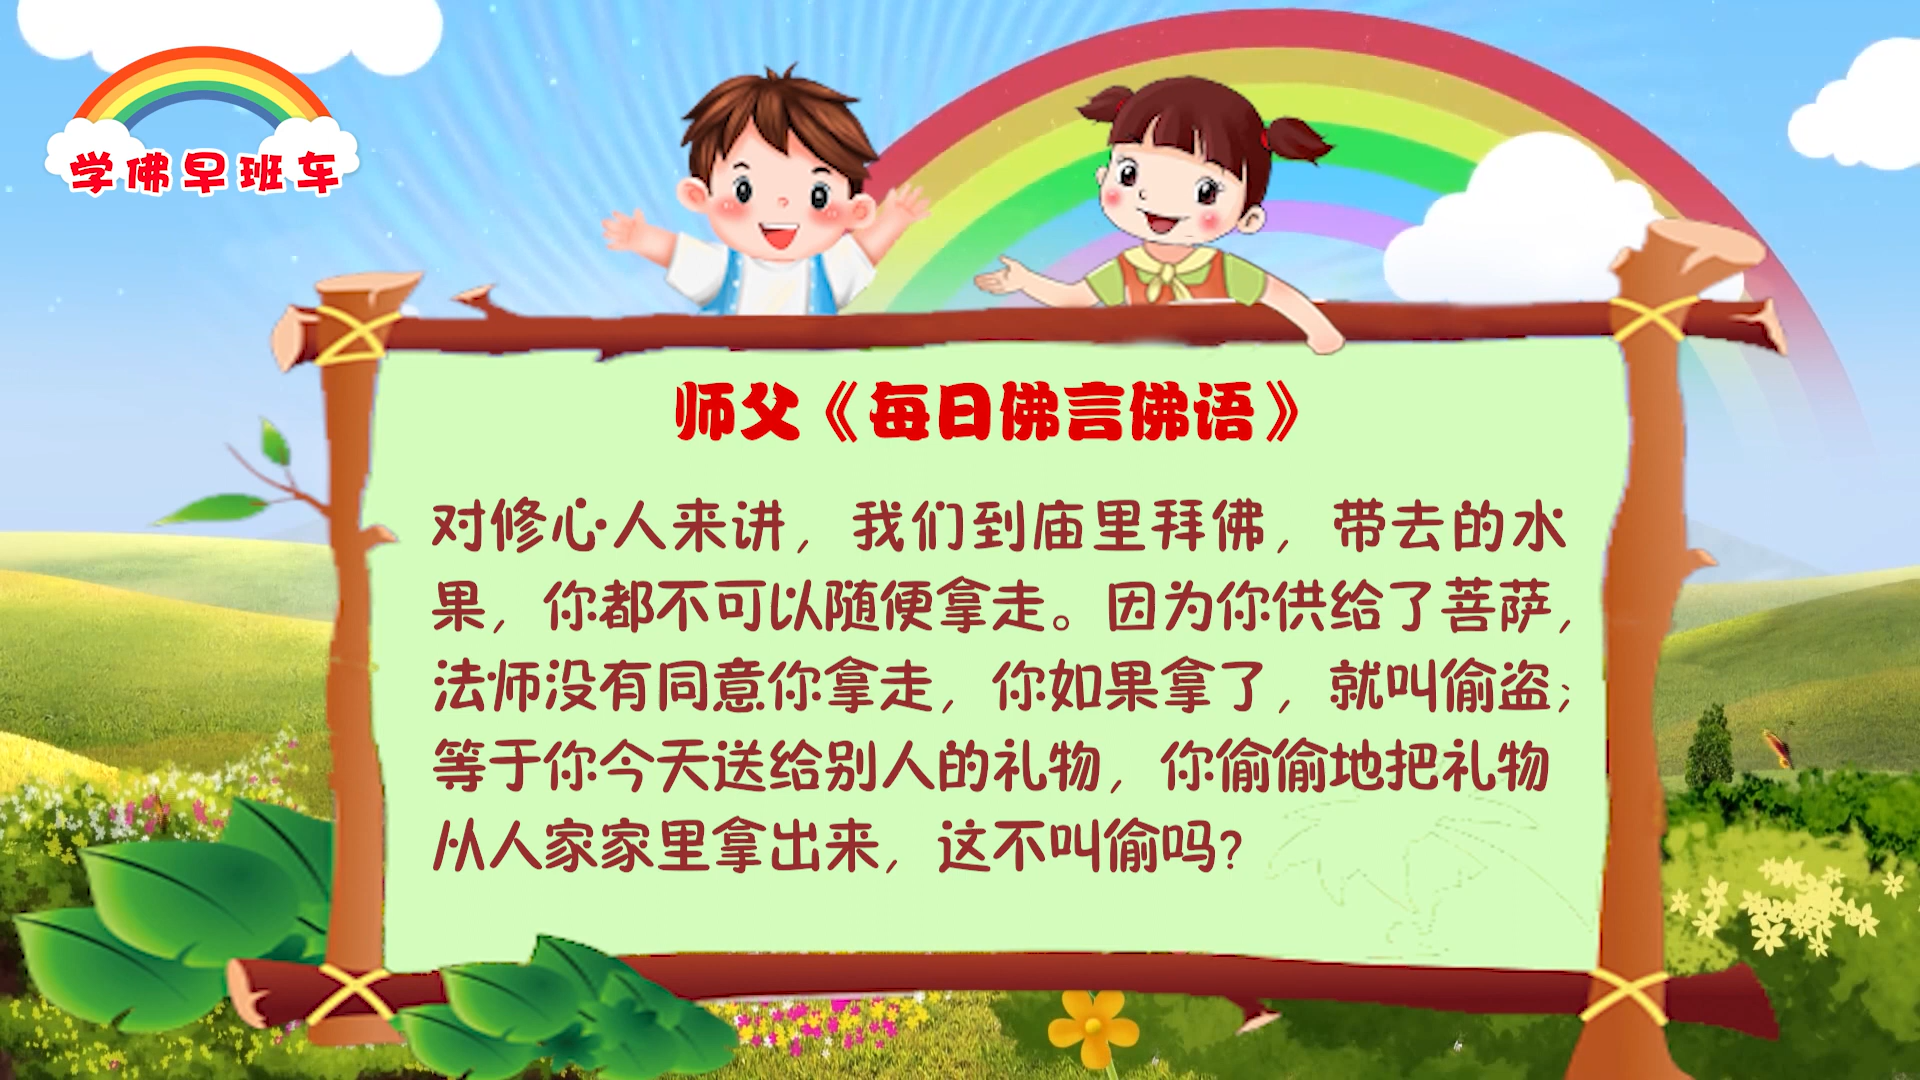 学佛早班车
师父《每日佛言佛语》
对修心人来讲，我们到庙里拜佛，带去的水
果，你都不可以随便拿走。因为你供给了菩萨，
法师没有同意你拿走，你如果拿了，就叫偷盗；
等于你今天送给别人的礼物，你偷偷地把礼物
从人家家里拿出来，这不叫偷吗？